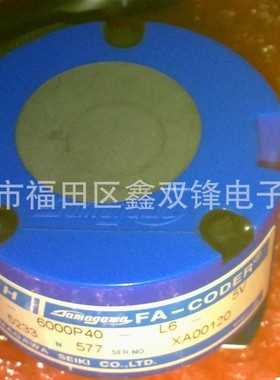 市福田区鑫双锋电子
H Tamagawa FA-CODER®
6000P40 - L6 - 5V
6233 N 577 SER.NO XA00120
SEIKI CO.,LTD.